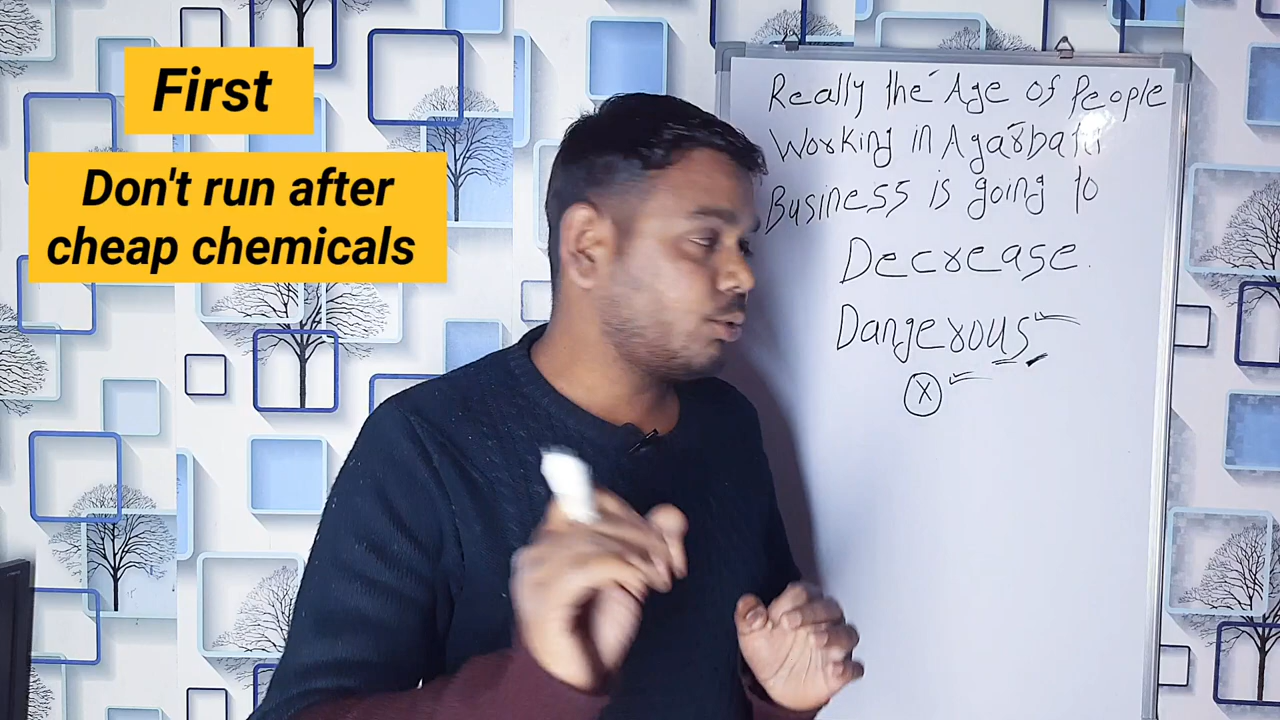 First
Don't run after
cheap chemicals
Really the Age of People
Working in Agarbatti
Business is going to
Decrease.
Dangerous
X